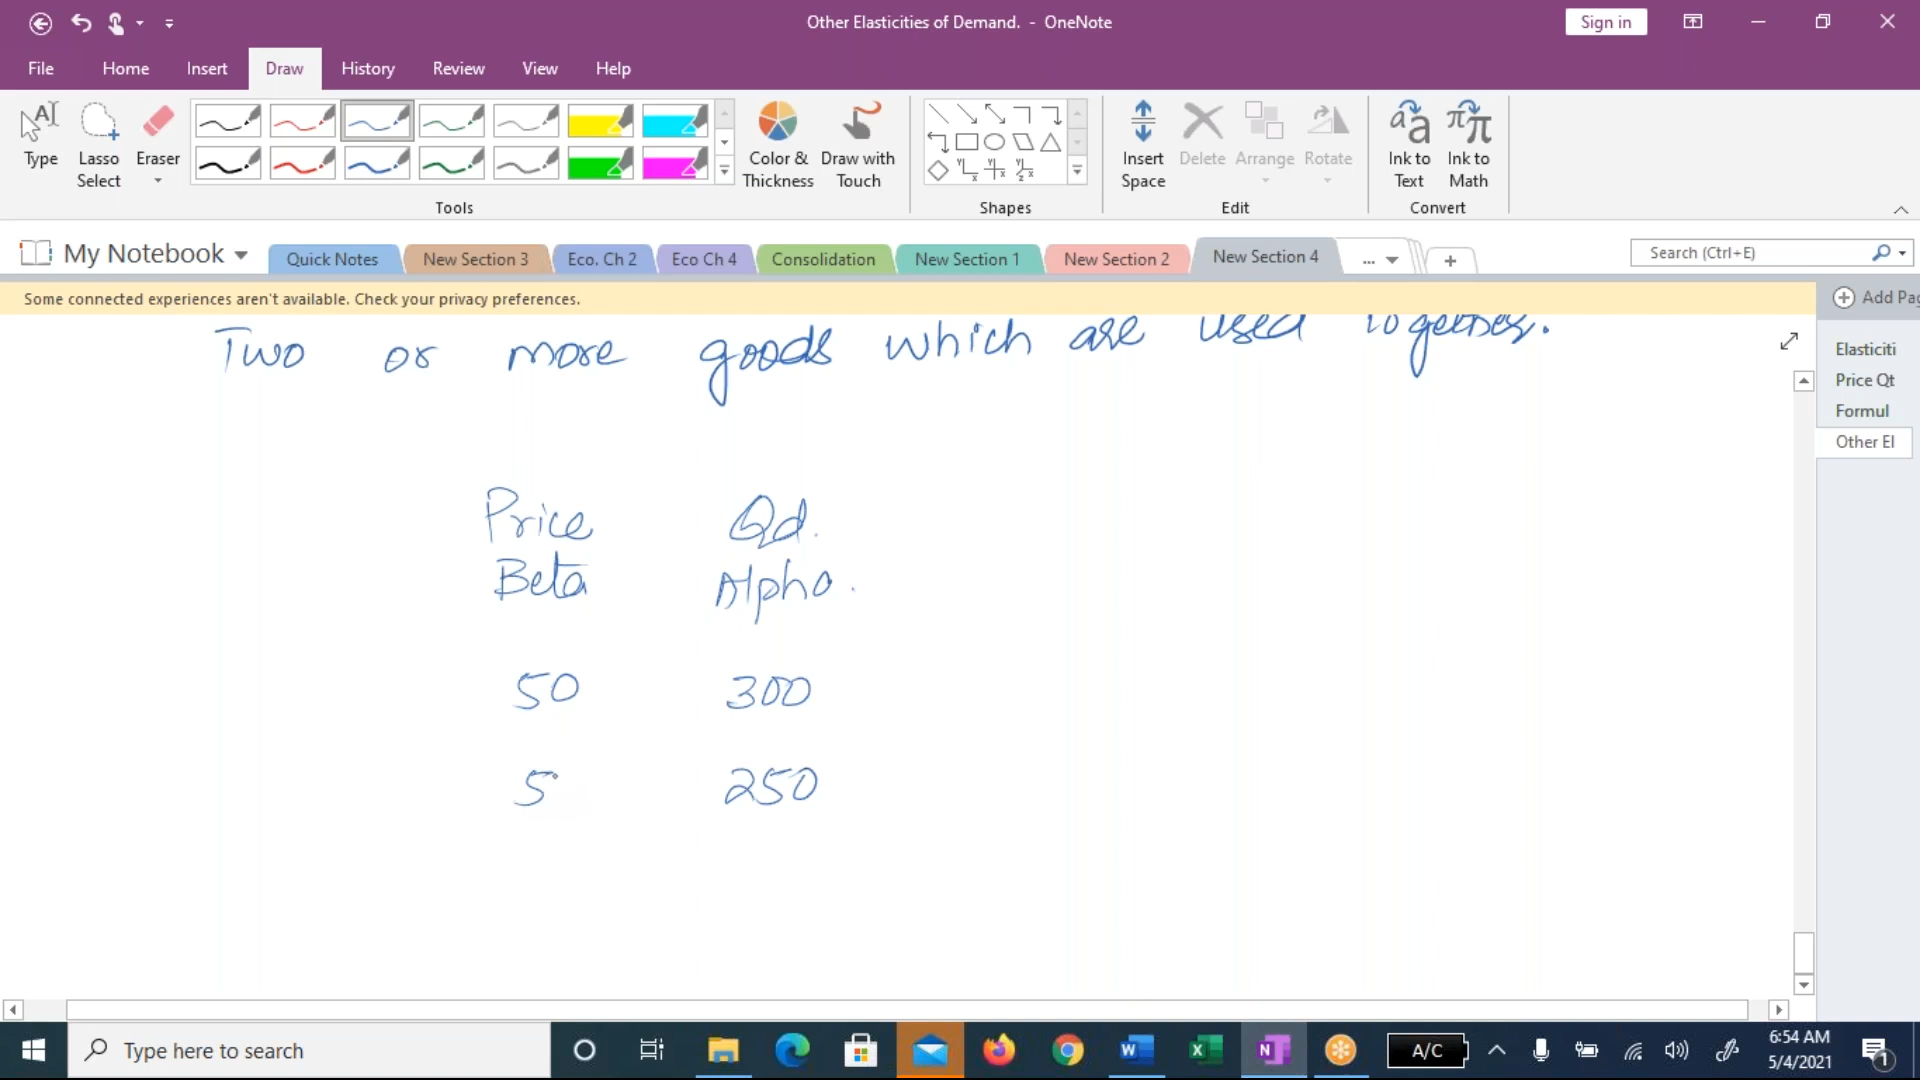 Other Elasticities of Demand. - OneNote
Sign in
File Home Insert Draw History Review View Help
Type
Lasso Select
Eraser
Color & Thickness
Draw with Touch
Insert Space
Delete
Arrange
Rotate
Ink to Text
Ink to Math
Tools
Shapes
Edit
Convert
My Notebook
Quick Notes
New Section 3
Eco. Ch 2
Eco Ch 4
Consolidation
New Section 1
New Section 2
New Section 4
...
Search (Ctrl+E)
Some connected experiences aren't available. Check your privacy preferences.
Add Pag
Elasticiti
Price Qt
Formul
Other El
Two or more goods which are used together.
Price Qd.
Beta Alpha.
50 300
5 250
Type here to search
A/C
6:54 AM
5/4/2021
1